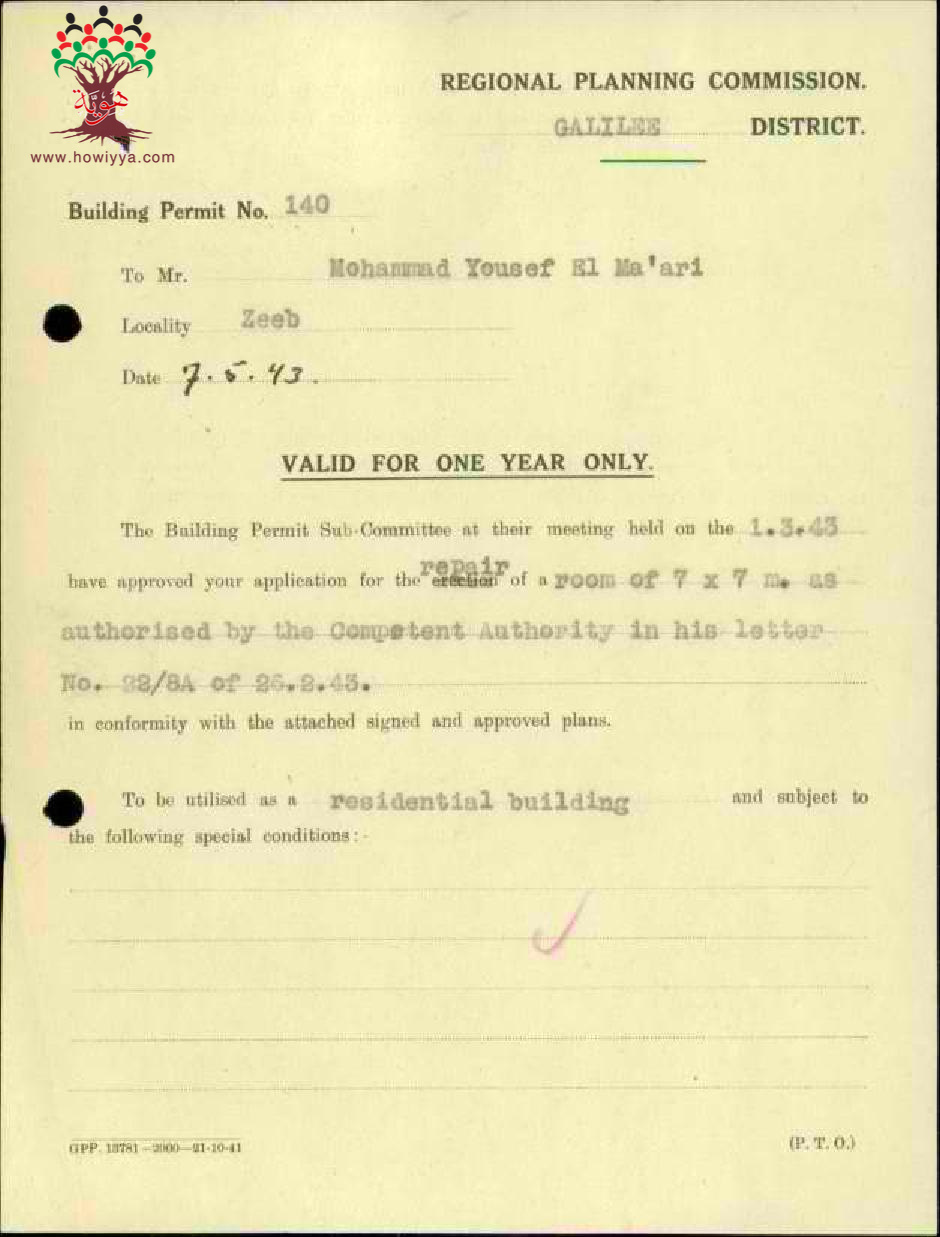 هوية
www.howiyya.com
REGIONAL PLANNING COMMISSION.
GALILEE DISTRICT.
Building Permit No. 140
To Mr. Mohammad Yousef El Ma'ari
Locality Zeeb
Date 7.5.43.
VALID FOR ONE YEAR ONLY.
The Building Permit Sub-Committee at their meeting held on the 1.3.43
repair
have approved your application for the erection of a room of 7 x 7 m. as
authorised by the Competent Authority in his letter
No. 22/8A of 26.2.43.
in conformity with the attached signed and approved plans.
To be utilised as a residential building and subject to
the following special conditions:-
GPP. 13781—2000—21-10-41
(P. T. O.)